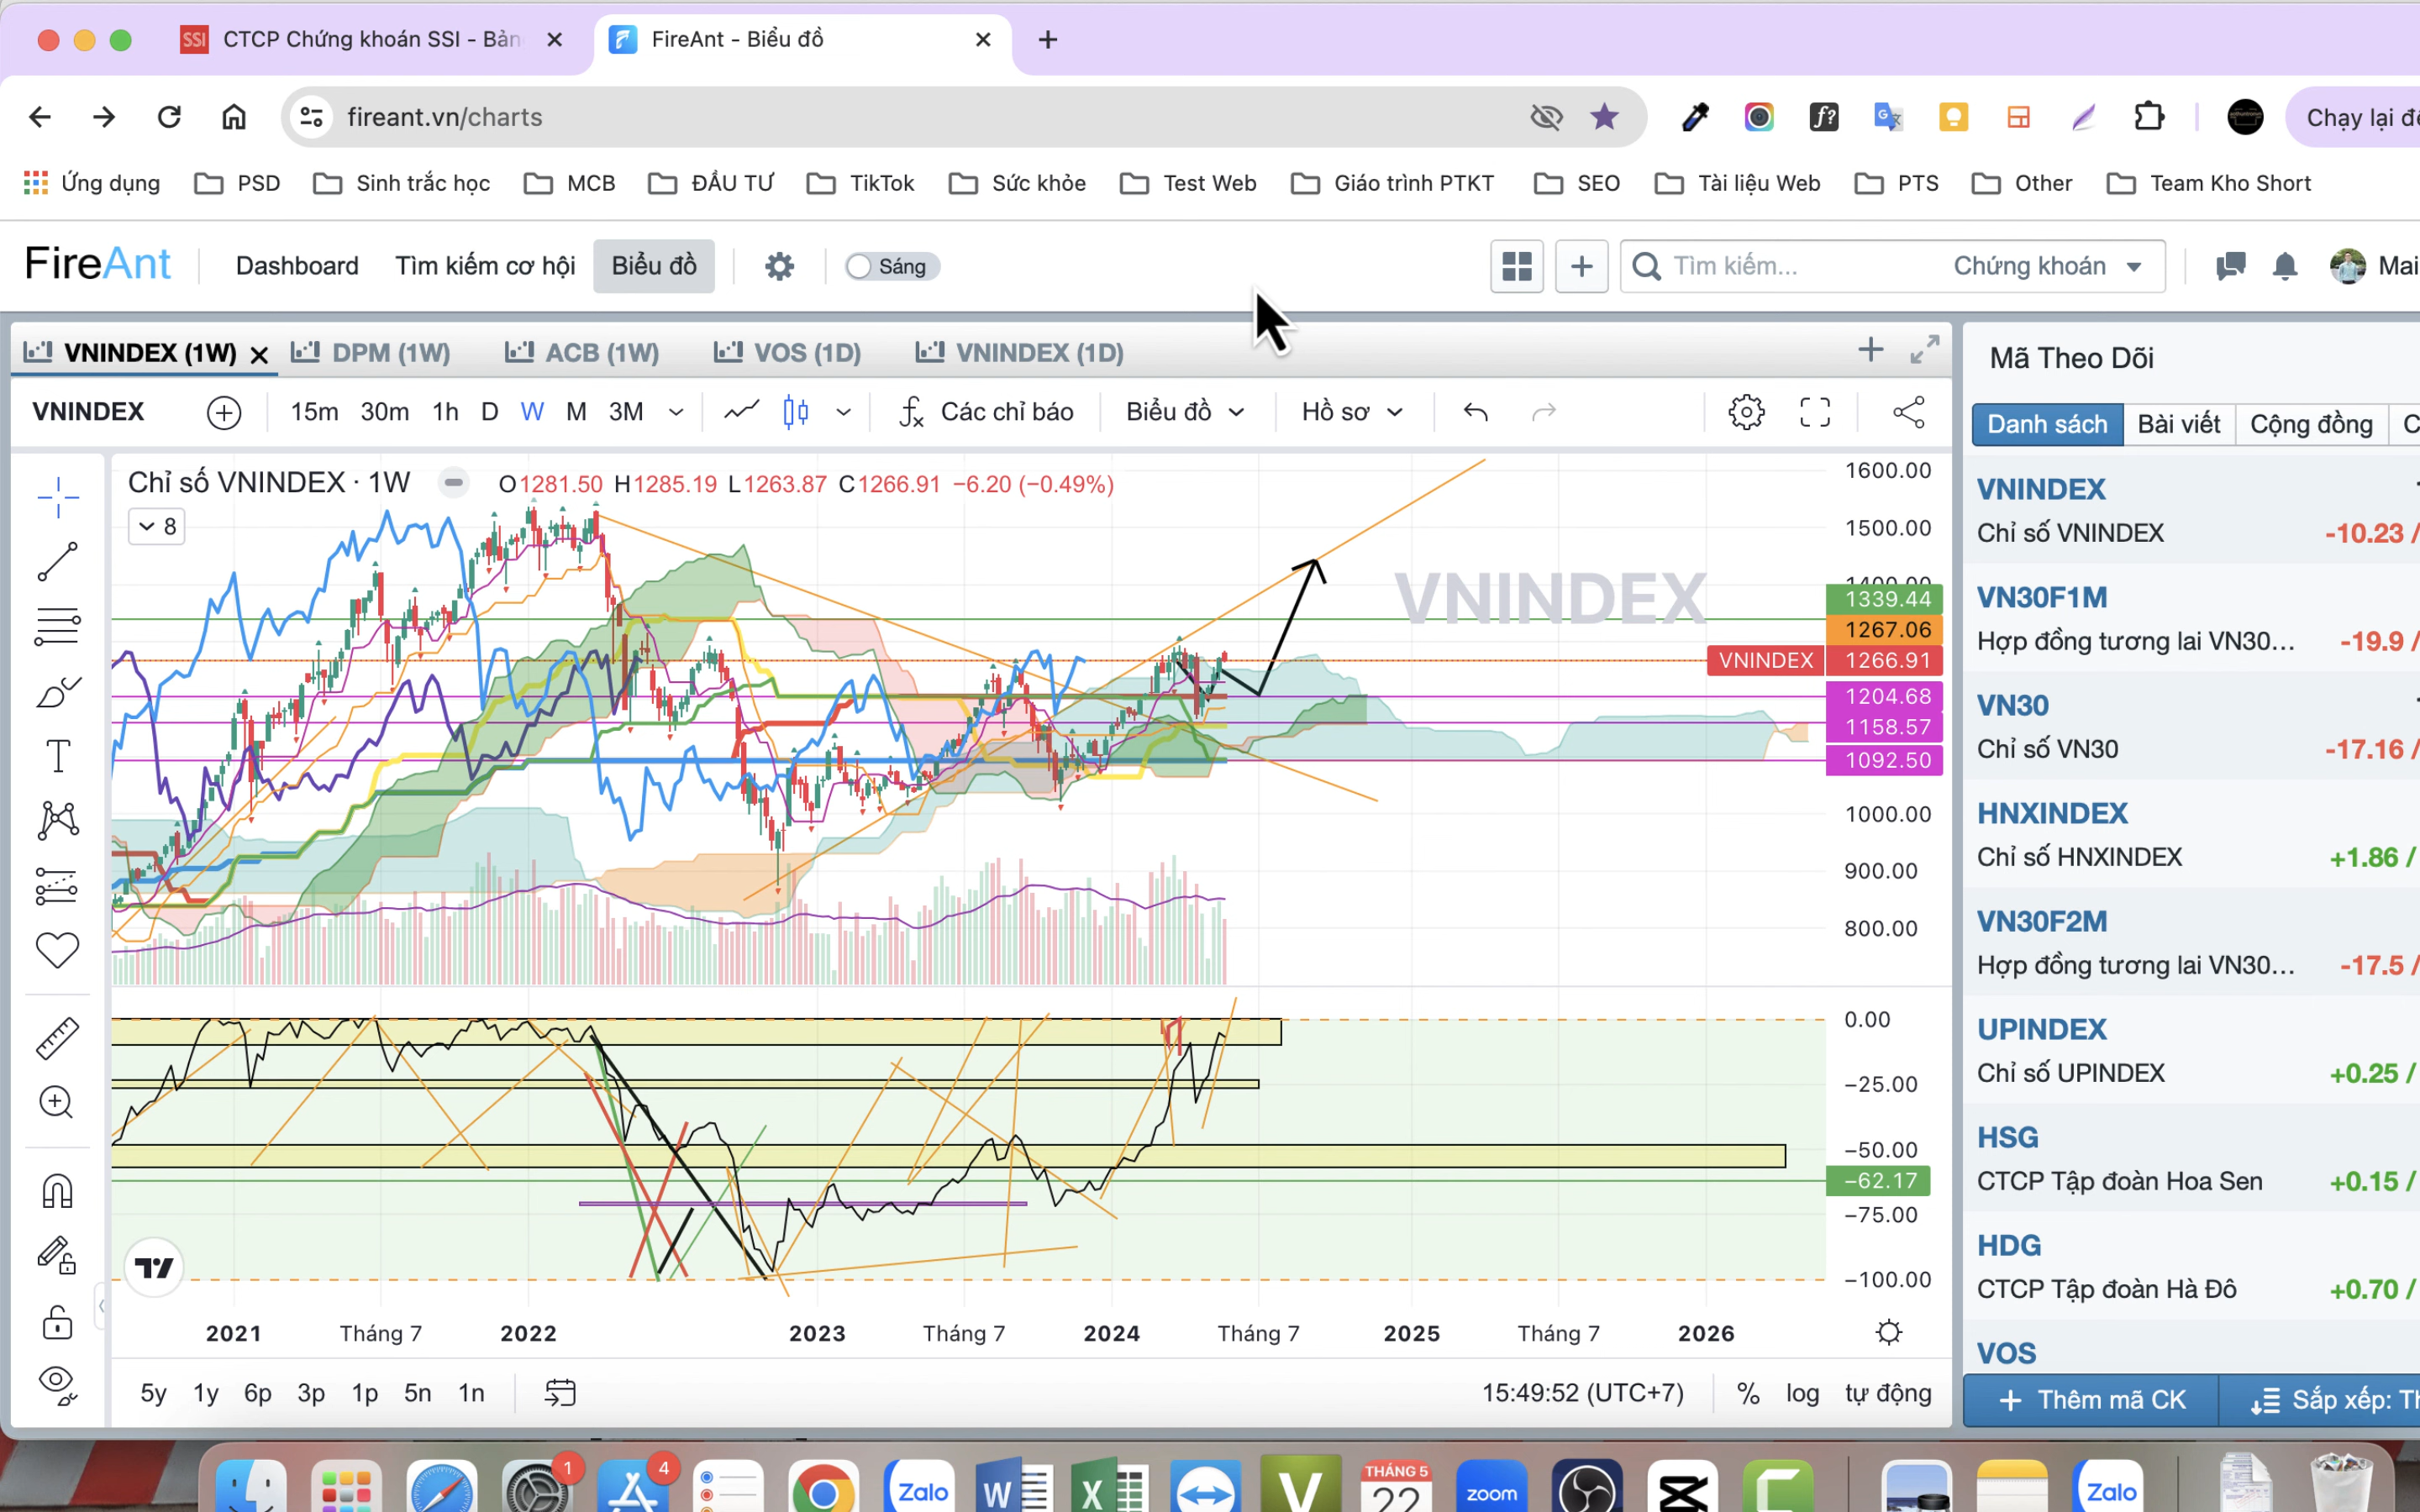 SSI CTCP Chứng khoán SSI - Bản
FireAnt - Biểu đồ
fireant.vn/charts
Chạy lại để
Ứng dụng PSD Sinh trắc học MCB ĐẦU TƯ TikTok Sức khỏe Test Web Giáo trình PTKT SEO Tài liệu Web PTS Other Team Kho Short
FireAnt Dashboard Tìm kiếm cơ hội Biểu đồ Sáng Tìm kiếm... Chứng khoán Mai
VNINDEX (1W) DPM (1W) ACB (1W) VOS (1D) VNINDEX (1D)
VNINDEX 15m 30m 1h D W M 3M Các chỉ báo Biểu đồ Hồ sơ
Chỉ số VNINDEX · 1W O1281.50 H1285.19 L1263.87 C1266.91 −6.20 (−0.49%)
8
VNINDEX
1600.00
1500.00
1339.44
1267.06
VNINDEX 1266.91
1204.68
1158.57
1092.50
1000.00
900.00
800.00
0.00
−25.00
−50.00
−62.17
−75.00
−100.00
2021 Tháng 7 2022 2023 Tháng 7 2024 Tháng 7 2025 Tháng 7 2026
5y 1y 6p 3p 1p 5n 1n 15:49:52 (UTC+7) % log tự động
Mã Theo Dõi
Danh sách Bài viết Cộng đồng C
VNINDEX
Chỉ số VNINDEX -10.23 /
VN30F1M
Hợp đồng tương lai VN30... -19.9 /
VN30
Chỉ số VN30 -17.16 /
HNXINDEX
Chỉ số HNXINDEX +1.86 /
VN30F2M
Hợp đồng tương lai VN30... -17.5 /
UPINDEX
Chỉ số UPINDEX +0.25 /
HSG
CTCP Tập đoàn Hoa Sen +0.15 /
HDG
CTCP Tập đoàn Hà Đô +0.70 /
VOS
+ Thêm mã CK Sắp xếp: Th
1 4 Zalo W X V THÁNG 5 22 zoom C Zalo